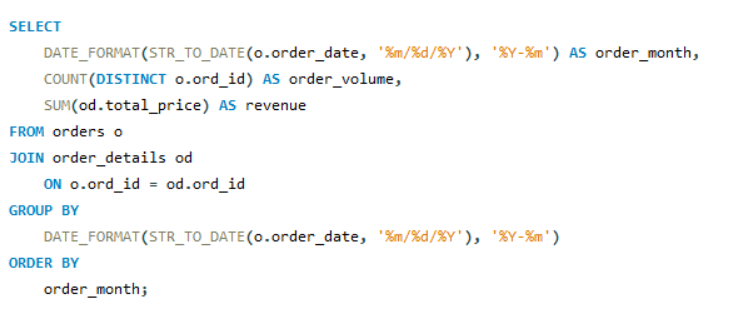 SELECT
    DATE_FORMAT(STR_TO_DATE(o.order_date, '%m/%d/%Y'), '%Y-%m') AS order_month,
    COUNT(DISTINCT o.ord_id) AS order_volume,
    SUM(od.total_price) AS revenue
FROM orders o
JOIN order_details od
    ON o.ord_id = od.ord_id
GROUP BY
    DATE_FORMAT(STR_TO_DATE(o.order_date, '%m/%d/%Y'), '%Y-%m')
ORDER BY
    order_month;